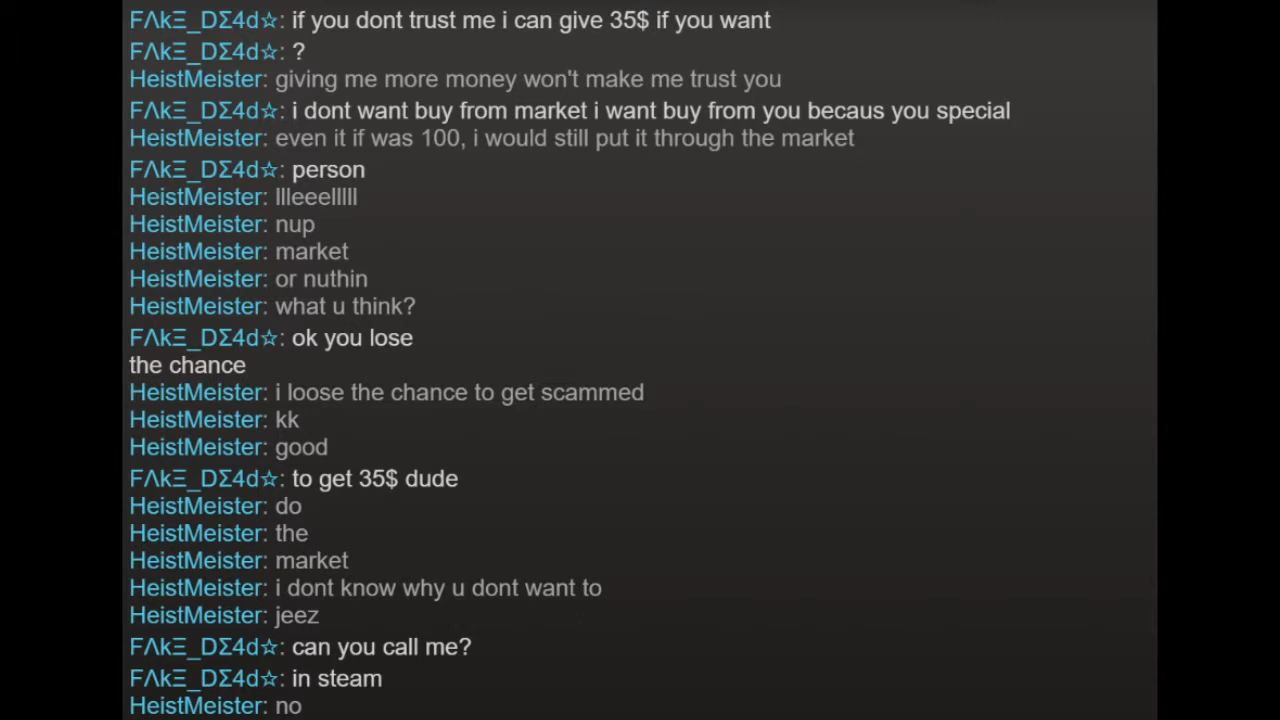 FΛkΞ_DΣ4d☆: if you dont trust me i can give 35$ if you want
FΛkΞ_DΣ4d☆: ?
HeistMeister: giving me more money won't make me trust you
FΛkΞ_DΣ4d☆: i dont want buy from market i want buy from you becaus you special
HeistMeister: even it if was 100, i would still put it through the market
FΛkΞ_DΣ4d☆: person
HeistMeister: llleeelllll
HeistMeister: nup
HeistMeister: market
HeistMeister: or nuthin
HeistMeister: what u think?
FΛkΞ_DΣ4d☆: ok you lose
the chance
HeistMeister: i loose the chance to get scammed
HeistMeister: kk
HeistMeister: good
FΛkΞ_DΣ4d☆: to get 35$ dude
HeistMeister: do
HeistMeister: the
HeistMeister: market
HeistMeister: i dont know why u dont want to
HeistMeister: jeez
FΛkΞ_DΣ4d☆: can you call me?
FΛkΞ_DΣ4d☆: in steam
HeistMeister: no